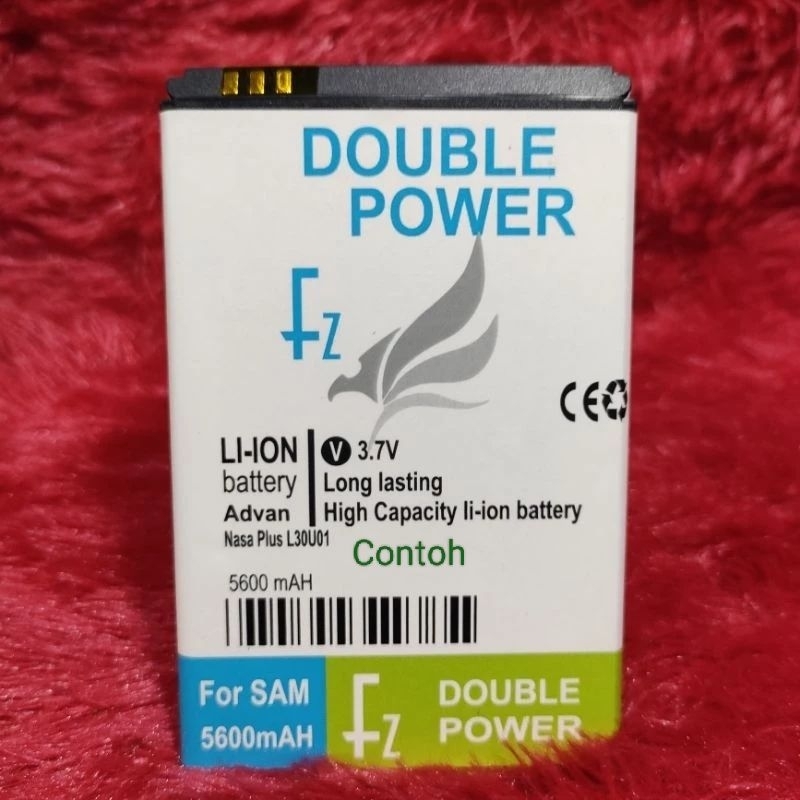 DOUBLE
POWER
Fz
LI-ION
battery
Advan
Nasa Plus L30U01
V 3.7V
Long lasting
High Capacity li-ion battery
CE
Contoh
5600 mAH
For SAM
5600mAH
Fz
DOUBLE
POWER